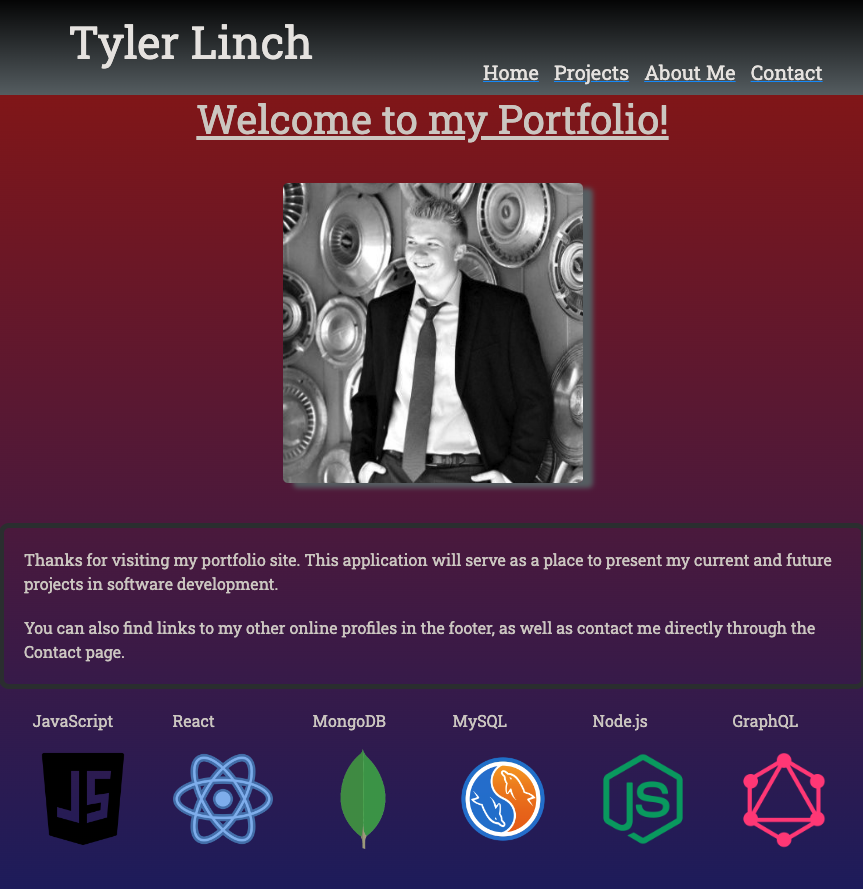 Tyler Linch
Home Projects About Me Contact
Welcome to my Portfolio!
Thanks for visiting my portfolio site. This application will serve as a place to present my current and future
projects in software development.
You can also find links to my other online profiles in the footer, as well as contact me directly through the
Contact page.
JavaScript React MongoDB MySQL Node.js GraphQL
JS JS